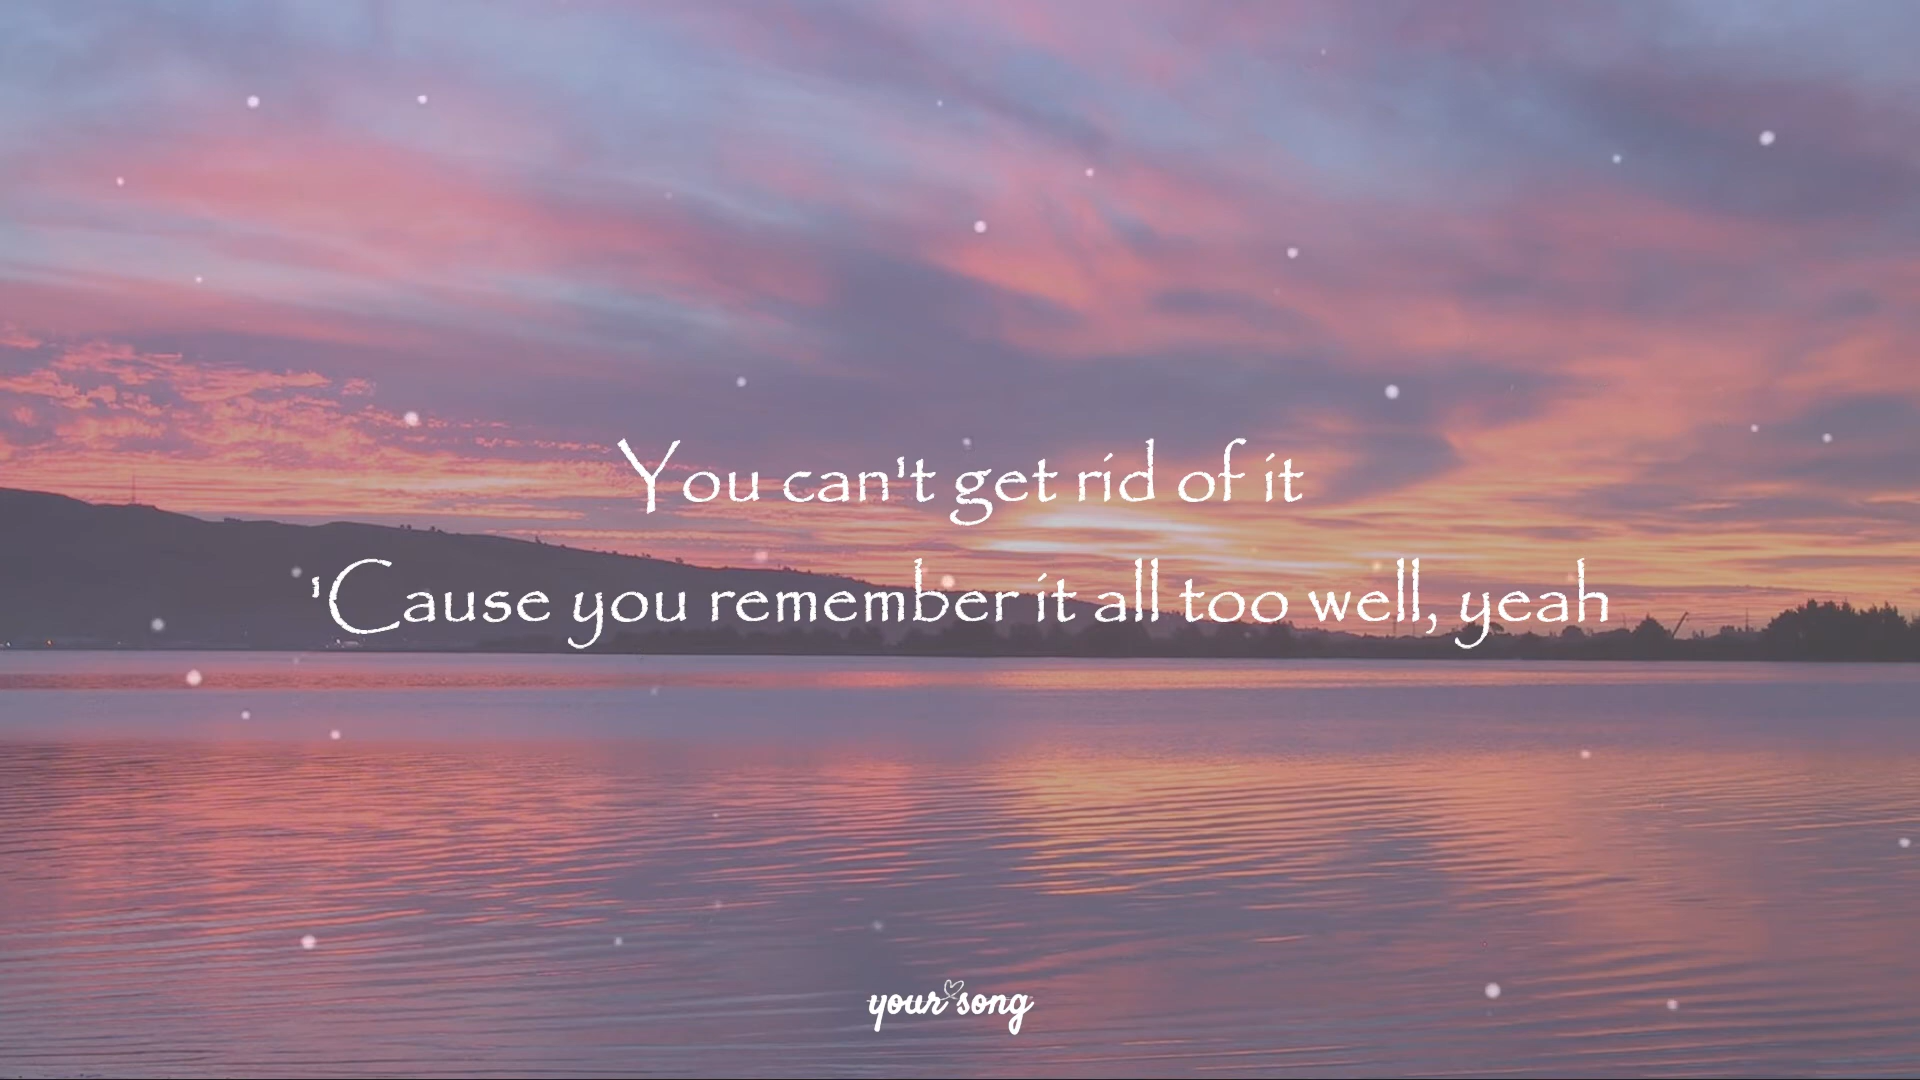 You can't get rid of it
'Cause you remember it all too well, yeah
your song